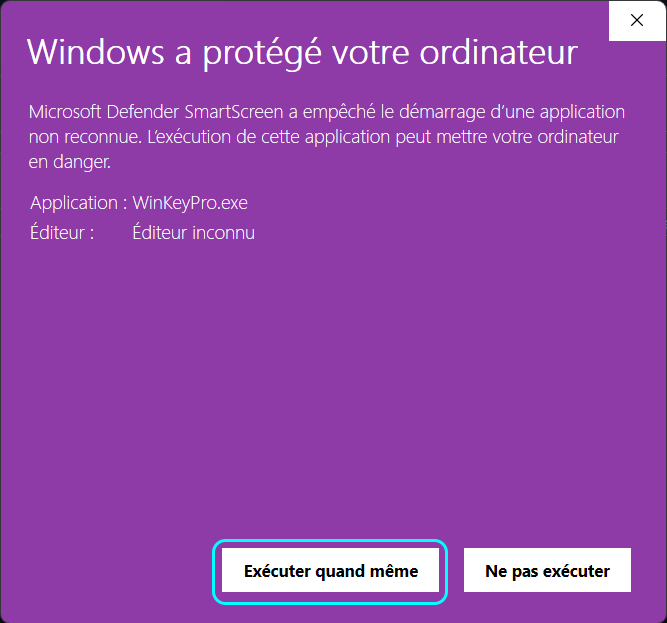 Windows a protégé votre ordinateur
Microsoft Defender SmartScreen a empêché le démarrage d’une application
non reconnue. L’exécution de cette application peut mettre votre ordinateur
en danger.
Application : WinKeyPro.exe
Éditeur : Éditeur inconnu
Exécuter quand même Ne pas exécuter